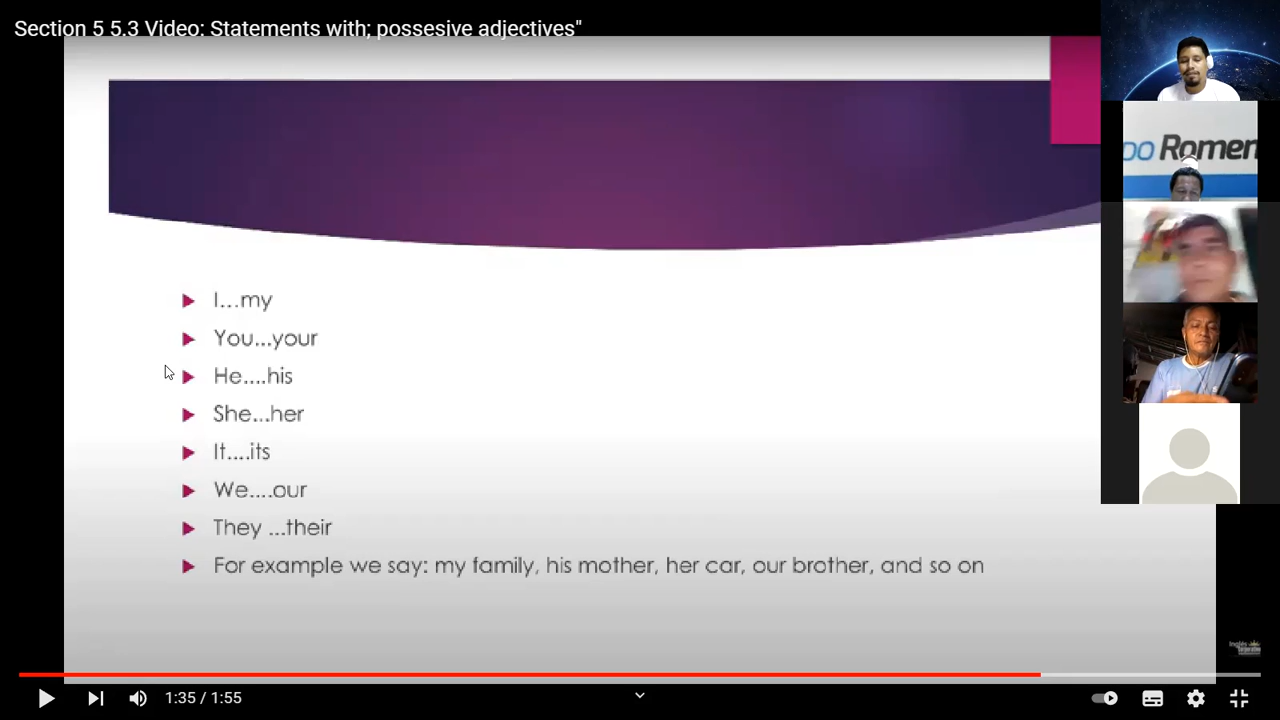 Section 5 5.3 Video: Statements with; possesive adjectives"
Romen
I...my
You...your
He....his
She...her
It....its
We....our
They ...their
For example we say: my family, his mother, her car, our brother, and so on
1:35 / 1:55